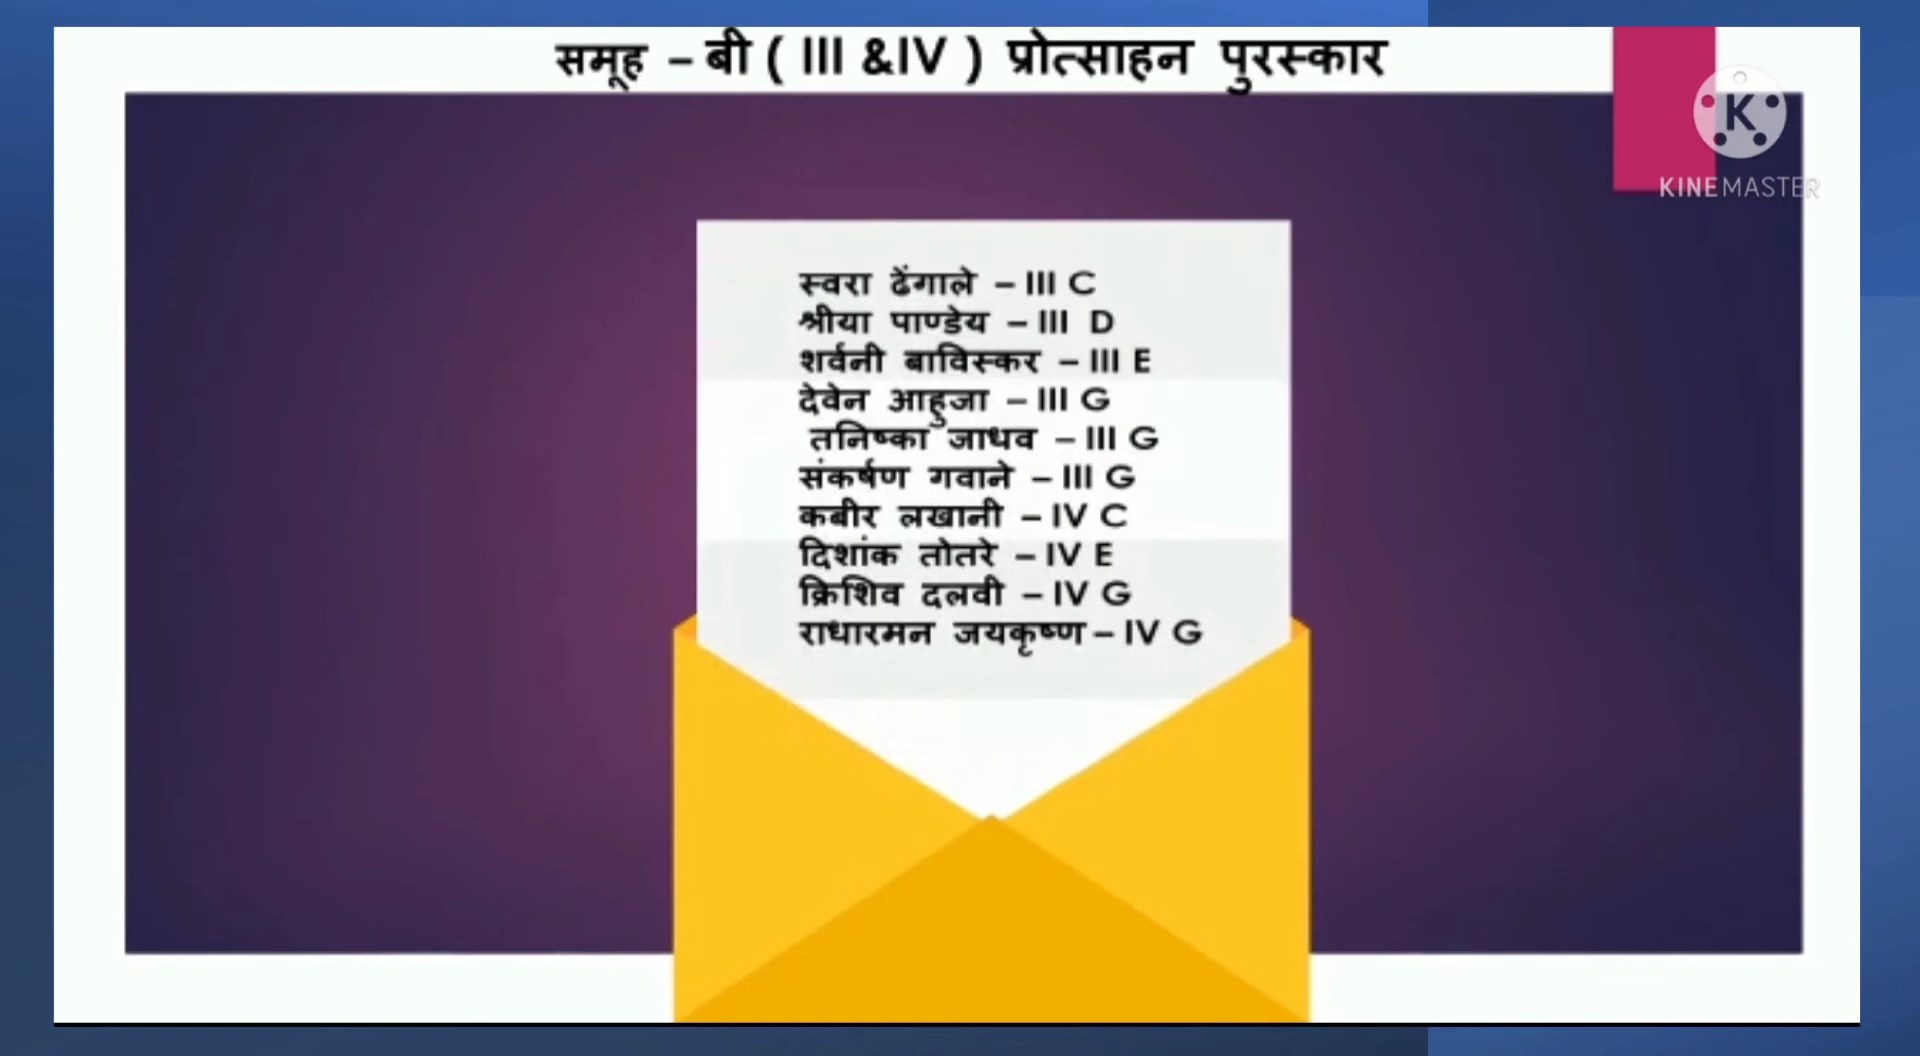 समूह – बी ( III &IV ) प्रोत्साहन पुरस्कार
K
KINEMASTER
स्वरा ढेंगाले – III C
श्रीया पाण्डेय – III D
शर्वनी बाविस्कर – III E
देवेन आहुजा – III G
तनिष्का जाधव – III G
संकर्षण गवाने – III G
कबीर लखानी – IV C
दिशांक तोतरे – IV E
क्रिशिव दलवी – IV G
राधारमन जयकृष्ण – IV G